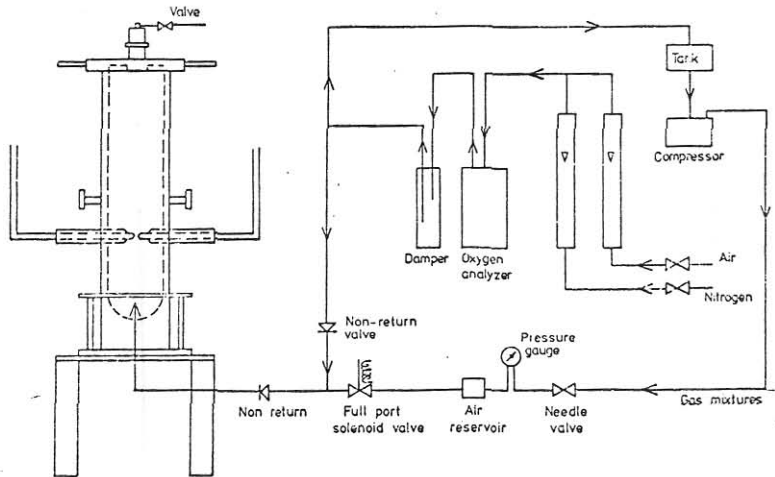 Valve
Tank
Compressor
Damper
Oxygen
analyzer
Air
Nitrogen
Non-return
valve
Pressure
gauge
Non return
Full port
solenoid valve
Air
reservoir
Needle
valve
Gas mixtures